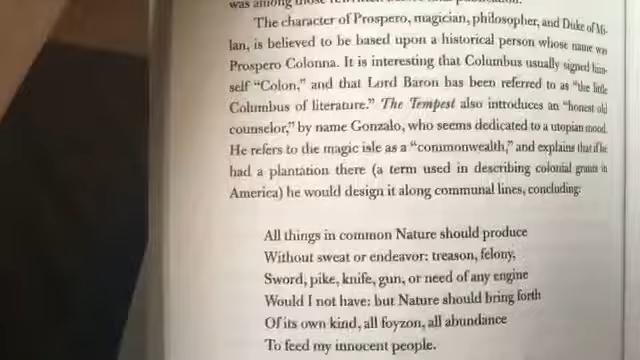 was among those
The character of Prospero, magician, philosopher, and Duke of Mi-
lan, is believed to be based upon a historical person whose name was
Prospero Colonna. It is interesting that Columbus usually signed him-
self “Colon,” and that Lord Baron has been referred to as “the little
Columbus of literature.” The Tempest also introduces an “honest old
counselor,” by name Gonzalo, who seems dedicated to a utopian mood.
He refers to the magic isle as a “commonwealth,” and explains that if he
had a plantation there (a term used in describing colonial grants in
America) he would design it along communal lines, concluding:
All things in common Nature should produce
Without sweat or endeavor: treason, felony,
Sword, pike, knife, gun, or need of any engine
Would I not have: but Nature should bring forth
Of its own kind, all foyzon, all abundance
To feed my innocent people.